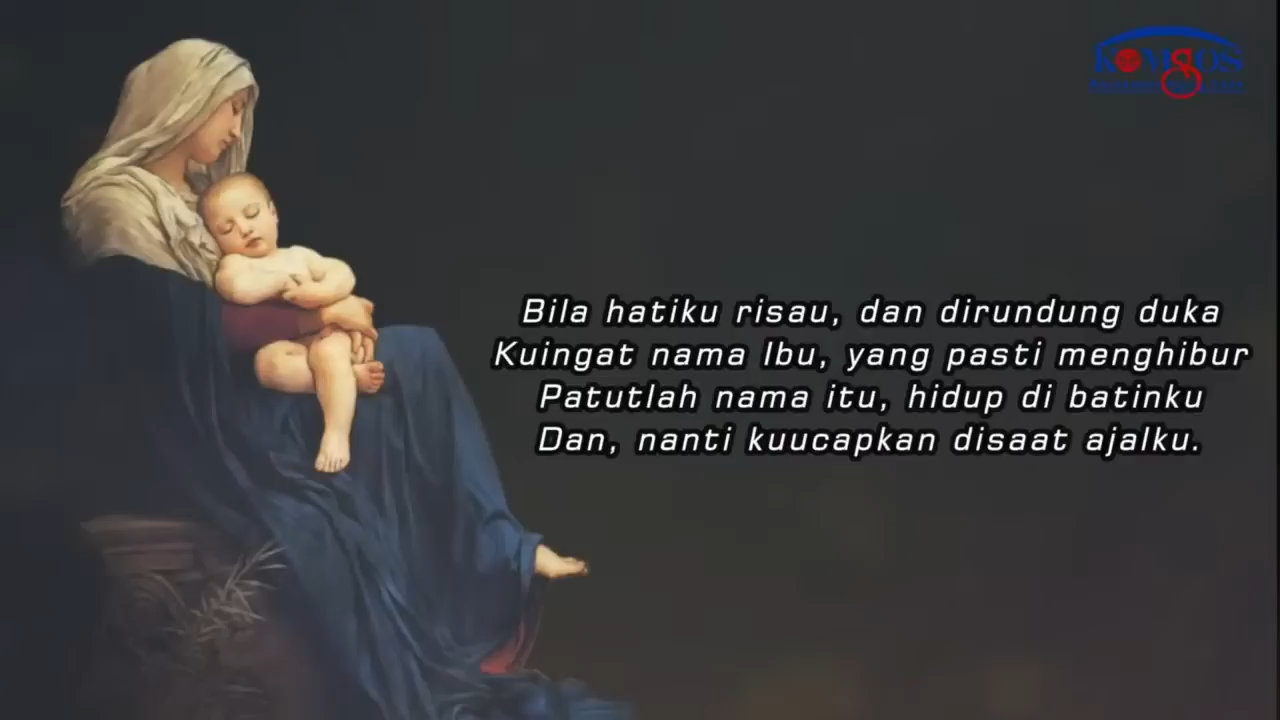 KOMSOS
Bila hatiku risau, dan dirundung duka
Kuingat nama Ibu, yang pasti menghibur
Patutlah nama itu, hidup di batinku
Dan, nanti kuucapkan disaat ajalku.